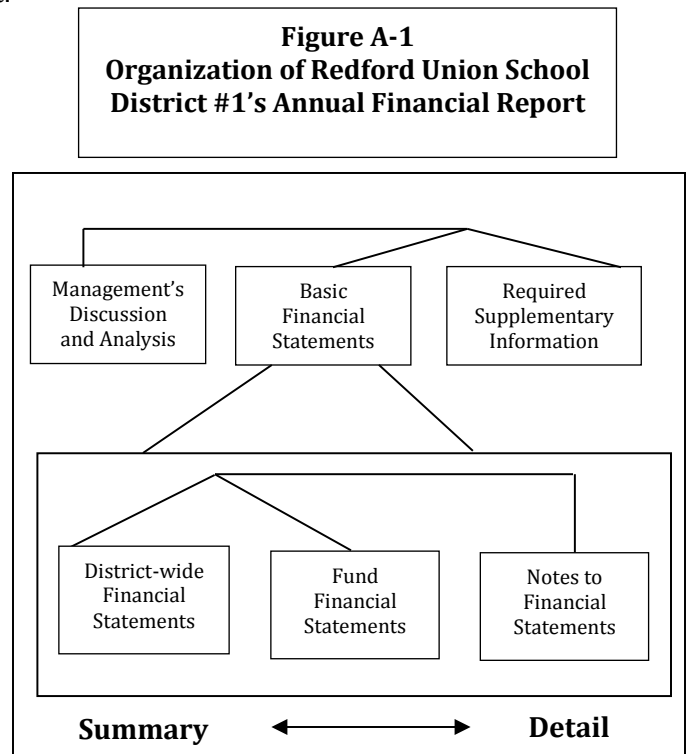 Figure A-1
Organization of Redford Union School
District #1's Annual Financial Report
Management's
Discussion
and Analysis
Basic
Financial
Statements
Required
Supplementary
Information
District-wide
Financial
Statements
Fund
Financial
Statements
Notes to
Financial
Statements
Summary
Detail